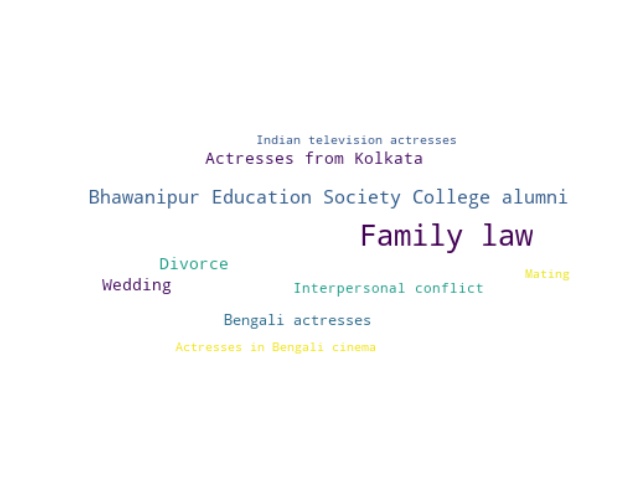 Indian television actresses
Actresses from Kolkata
Bhawanipur Education Society College alumni
Family law
Divorce
Mating
Wedding
Interpersonal conflict
Bengali actresses
Actresses in Bengali cinema